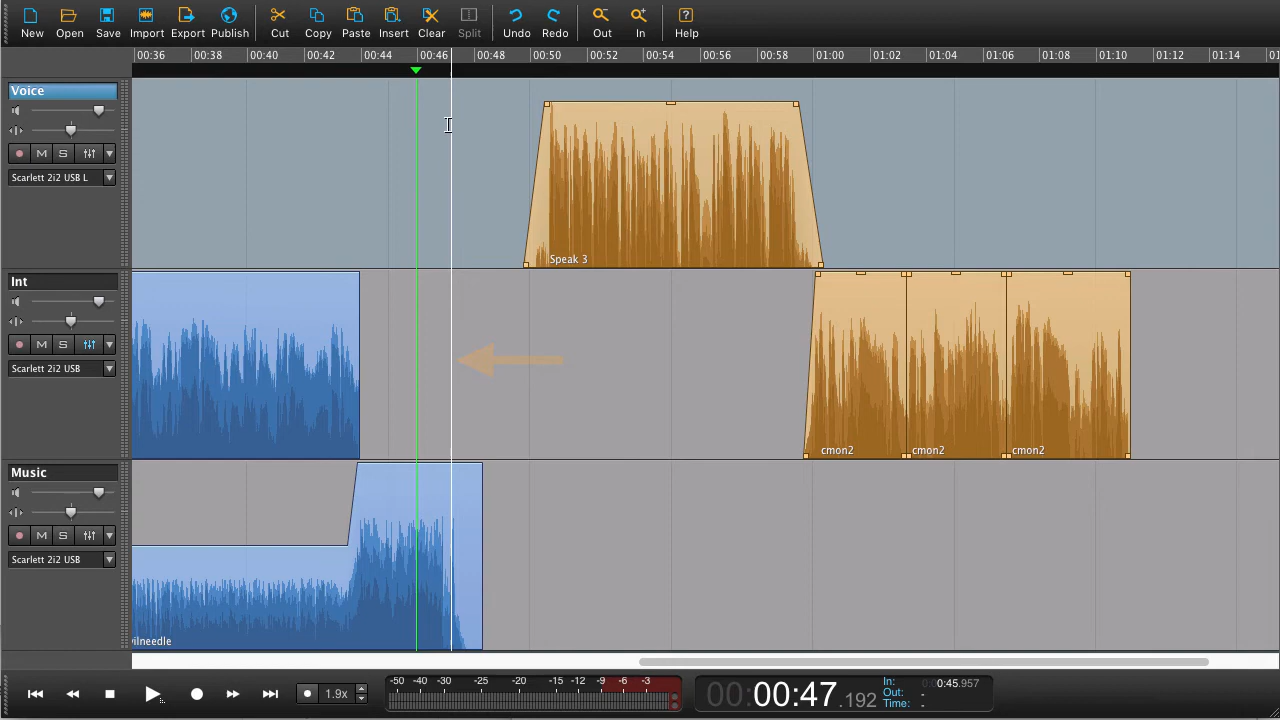 New Open Save Import Export Publish Cut Copy Paste Insert Clear Split Undo Redo Out In Help
00:36 00:38 00:40 00:42 00:44 00:46 00:48 00:50 00:52 00:54 00:56 00:58 01:00 01:02 01:04 01:06 01:08 01:10 01:12 01:14 01
Voice
M S
Scarlett 2i2 USB L
Speak 3
Int
M S
Scarlett 2i2 USB
cmon2 cmon2 cmon2
Music
M S
Scarlett 2i2 USB
vilneedle
1.9x
-50 -40 -30 -25 -20 -15 -12 -9 -6 -3
00:00:47.192
In: 0:0:45.957
Out: -
Time: -